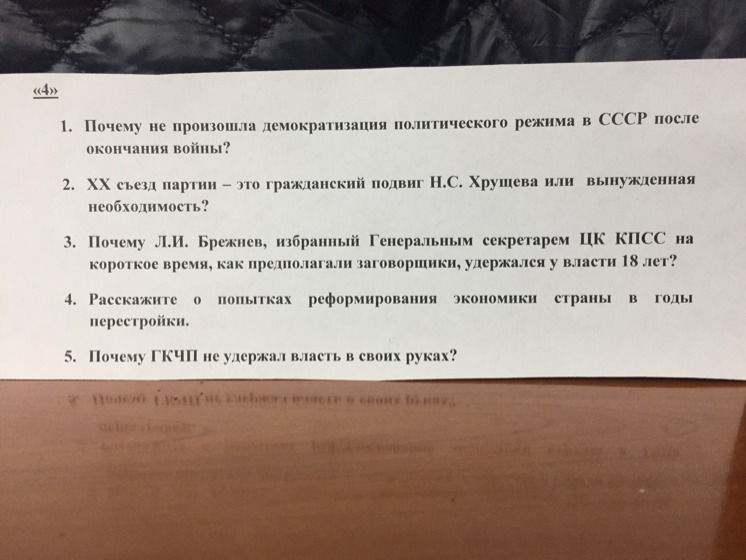 «4»
1. Почему не произошла демократизация политического режима в СССР после
окончания войны?
2. XX съезд партии – это гражданский подвиг Н.С. Хрущева или вынужденная
необходимость?
3. Почему Л.И. Брежнев, избранный Генеральным секретарем ЦК КПСС на
короткое время, как предполагали заговорщики, удержался у власти 18 лет?
4. Расскажите о попытках реформирования экономики страны в годы
перестройки.
5. Почему ГКЧП не удержал власть в своих руках?